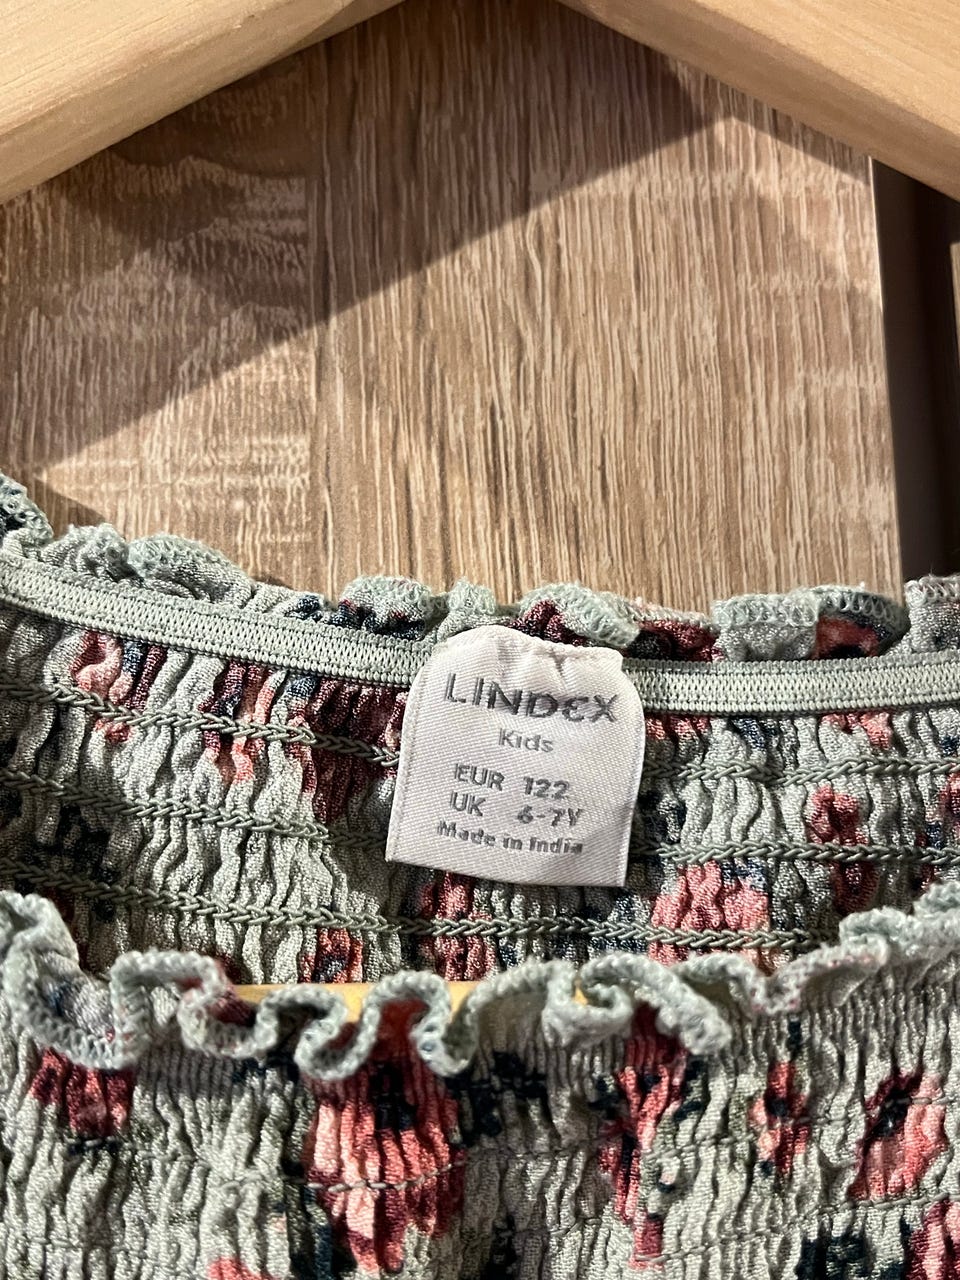 LINDEX
Kids
EUR 122
UK 6-7Y
Made in India